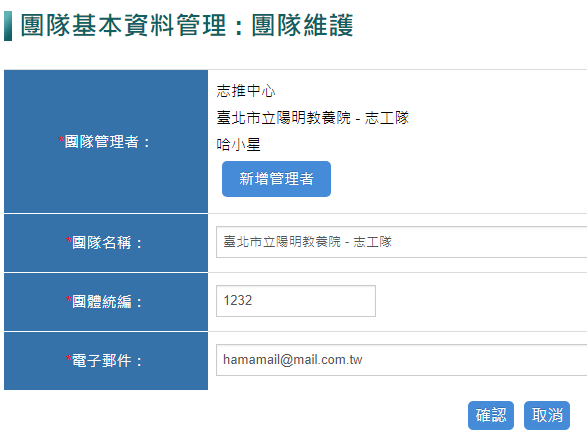 團隊基本資料管理：團隊維護
*團隊管理者：
志推中心
臺北市立陽明教養院 - 志工隊
哈小星
新增管理者
*團隊名稱：
臺北市立陽明教養院 - 志工隊
*團體統編：
1232
*電子郵件：
hamamail@mail.com.tw
確認 取消